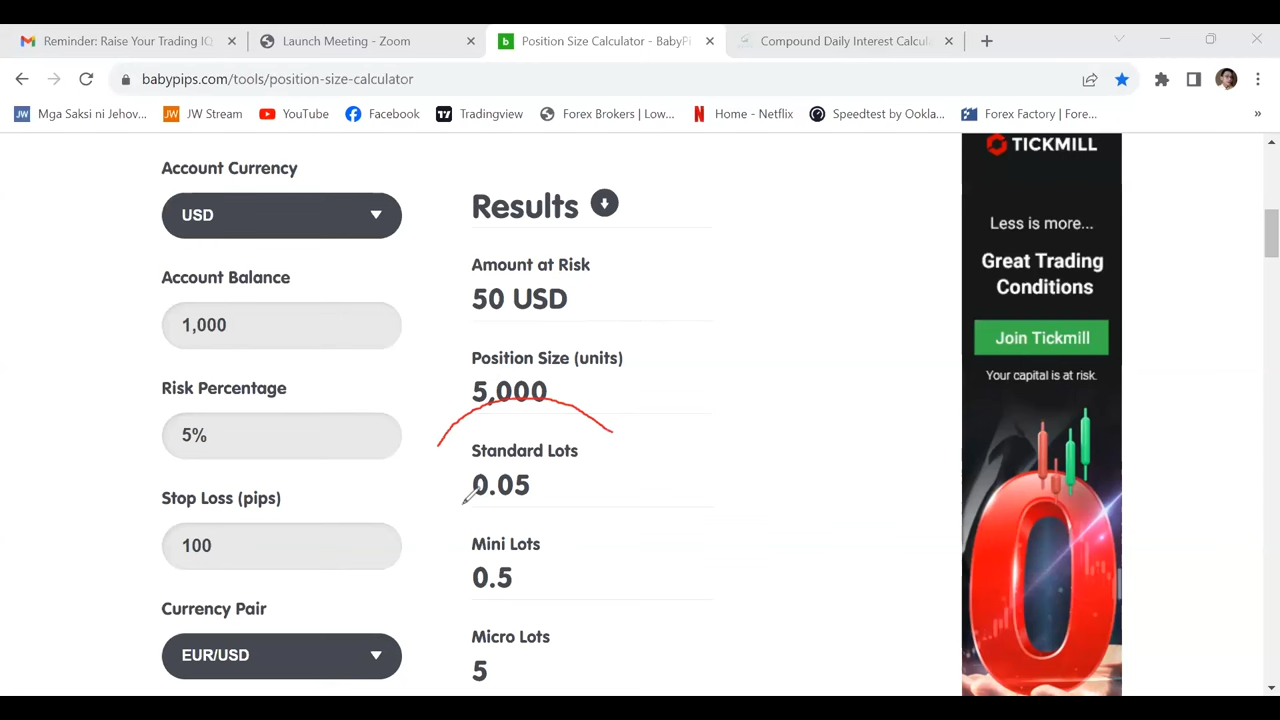 Reminder: Raise Your Trading IQ
Launch Meeting - Zoom
Position Size Calculator - BabyPi
Compound Daily Interest Calcul
babypips.com/tools/position-size-calculator
Mga Saksi ni Jehov...
JW Stream
YouTube
Facebook
Tradingview
Forex Brokers | Low...
Home - Netflix
Speedtest by Ookla...
Forex Factory | Fore...
»
Account Currency
USD
Account Balance
1,000
Risk Percentage
5%
Stop Loss (pips)
100
Currency Pair
EUR/USD
Results
Amount at Risk
50 USD
Position Size (units)
5,000
Standard Lots
0.05
Mini Lots
0.5
Micro Lots
5
TICKMILL
Less is more...
Great Trading
Conditions
Join Tickmill
Your capital is at risk.
0